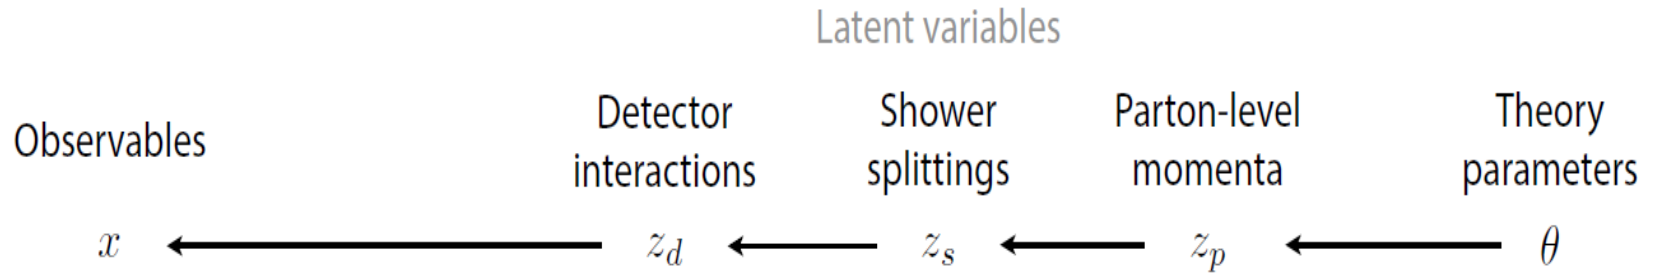 Latent variables
Observables
Detector
interactions
Shower
splittings
Parton-level
momenta
Theory
parameters
x
z_d
z_s
z_p
θ